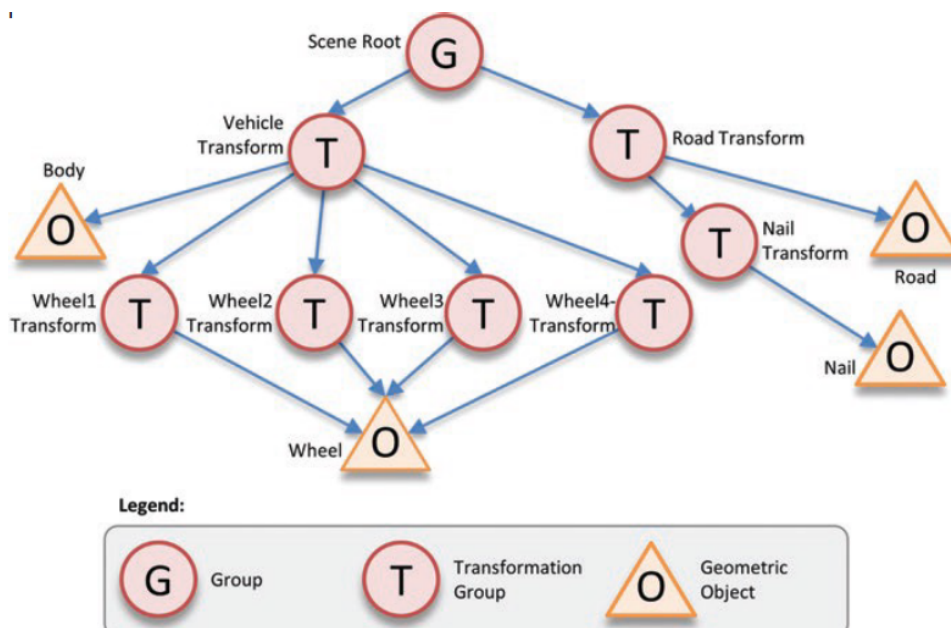 Scene Root
G
Vehicle
Transform
T
T
Road Transform
Body
O
T
Nail
Transform
O
Road
Wheel1
Transform
T
Wheel2
Transform
T
Wheel3
Transform
T
Wheel4-
Transform
T
Nail
O
Wheel
O
Legend:
G
Group
T
Transformation
Group
O
Geometric
Object